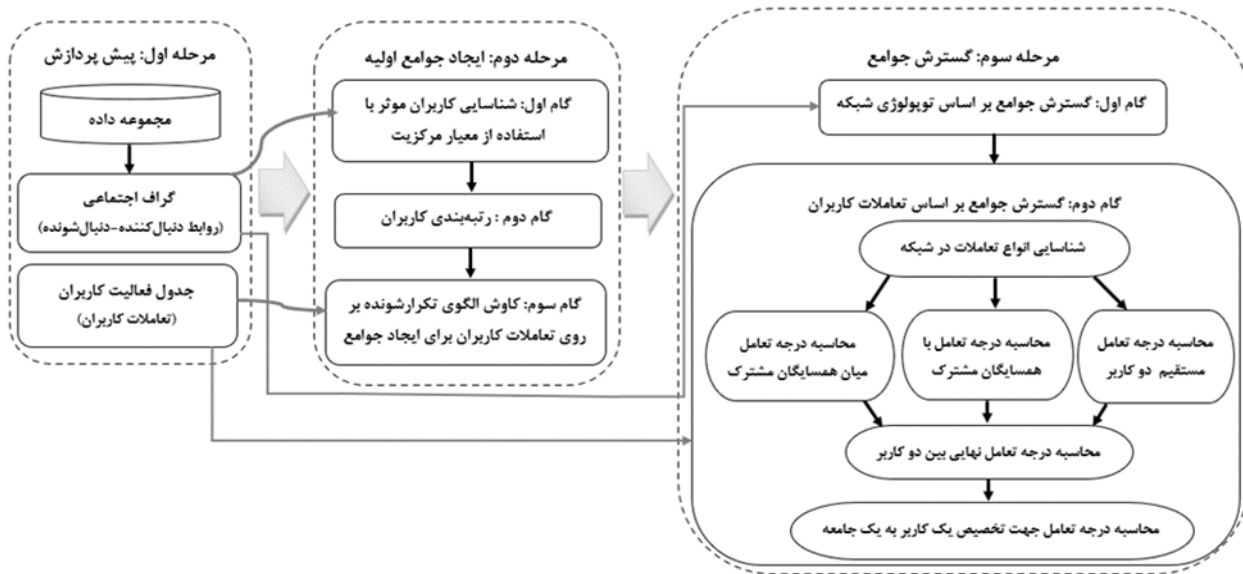 مرحله اول: پیش پردازش
مجموعه داده
گراف اجتماعی
(روابط دنبال‌کننده-دنبال‌شونده)
جدول فعالیت کاربران
(تعاملات کاربران)
مرحله دوم: ایجاد جوامع اولیه
گام اول: شناسایی کاربران موثر با
استفاده از معیار مرکزیت
گام دوم : رتبه‌بندی کاربران
گام سوم: کاوش الگوی تکرارشونده بر
روی تعاملات کاربران برای ایجاد جوامع
مرحله سوم: گسترش جوامع
گام اول: گسترش جوامع بر اساس توپولوژی شبکه
گام دوم: گسترش جوامع بر اساس تعاملات کاربران
شناسایی انواع تعاملات در شبکه
محاسبه درجه تعامل
مستقیم دو کاربر
محاسبه درجه تعامل با
همسایگان مشترک
محاسبه درجه تعامل
میان همسایگان مشترک
محاسبه درجه تعامل نهایی بین دو کاربر
محاسبه درجه تعامل جهت تخصیص یک کاربر به یک جامعه